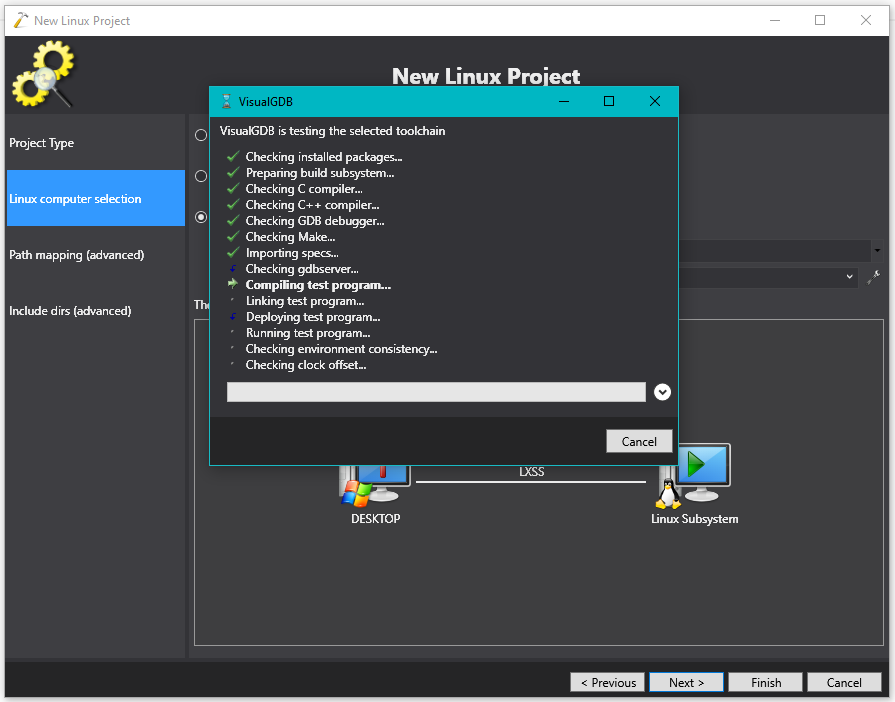 New Linux Project
New Linux Project
VisualGDB
VisualGDB is testing the selected toolchain
Checking installed packages...
Preparing build subsystem...
Checking C compiler...
Checking C++ compiler...
Checking GDB debugger...
Checking Make...
Importing specs...
Checking gdbserver...
Compiling test program...
Linking test program...
Deploying test program...
Running test program...
Checking environment consistency...
Checking clock offset...
Cancel
Project Type
Linux computer selection
Path mapping (advanced)
Include dirs (advanced)
LXSS
DESKTOP
Linux Subsystem
< Previous
Next >
Finish
Cancel